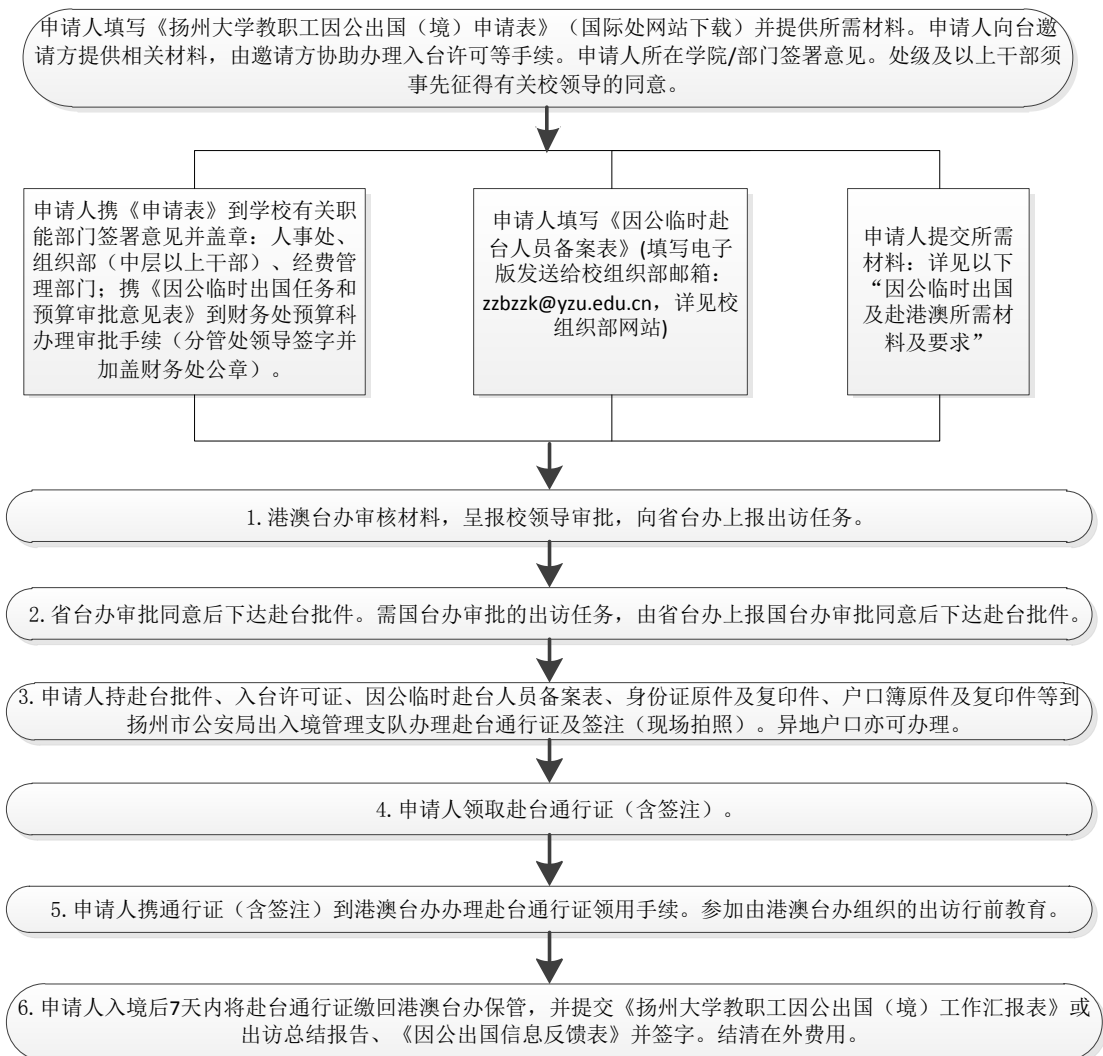 申请人填写《扬州大学教职工因公出国（境）申请表》（国际处网站下载）并提供所需材料。申请人向台邀
请方提供相关材料，由邀请方协助办理入台许可等手续。申请人所在学院/部门签署意见。处级及以上干部须
事先征得有关校领导的同意。
申请人携《申请表》到学校有关职
能部门签署意见并盖章：人事处、
组织部（中层以上干部）、经费管
理部门；携《因公临时出国任务和
预算审批意见表》到财务处预算科
办理审批手续（分管处领导签字并
加盖财务处公章）。
申请人填写《因公临时赴
台人员备案表》(填写电子
版发送给校组织部邮箱：
zzbzzk@yzu.edu.cn，详见校
组织部网站)
申请人提交所需
材料：详见以下
“因公临时出国
及赴港澳所需材
料及要求”
1.港澳台办审核材料，呈报校领导审批，向省台办上报出访任务。
2.省台办审批同意后下达赴台批件。需国台办审批的出访任务，由省台办上报国台办审批同意后下达赴台批件。
3.申请人持赴台批件、入台许可证、因公临时赴台人员备案表、身份证原件及复印件、户口簿原件及复印件等到
扬州市公安局出入境管理支队办理赴台通行证及签注（现场拍照）。异地户口亦可办理。
4.申请人领取赴台通行证（含签注）。
5.申请人携通行证（含签注）到港澳台办办理赴台通行证领用手续。参加由港澳台办组织的出访行前教育。
6.申请人入境后7天内将赴台通行证缴回港澳台办保管，并提交《扬州大学教职工因公出国（境）工作汇报表》或
出访总结报告、《因公出国信息反馈表》并签字。结清在外费用。